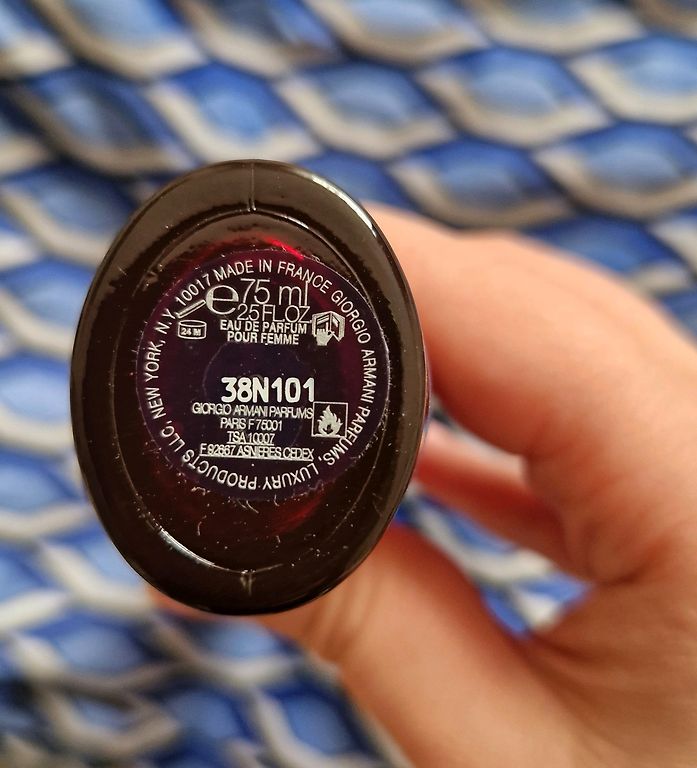 MADE IN FRANCE GIORGIO ARMANI PARFUMS, LUXURY PRODUCTS LLC, NEW YORK, N.Y. 10017
e 75 ml
2.5 FL.OZ
24 M
EAU DE PARFUM
POUR FEMME
38N101
GIORGIO ARMANI PARFUMS
PARIS F 75001
TSA 10007
F 92667 ASNIERES CEDEX